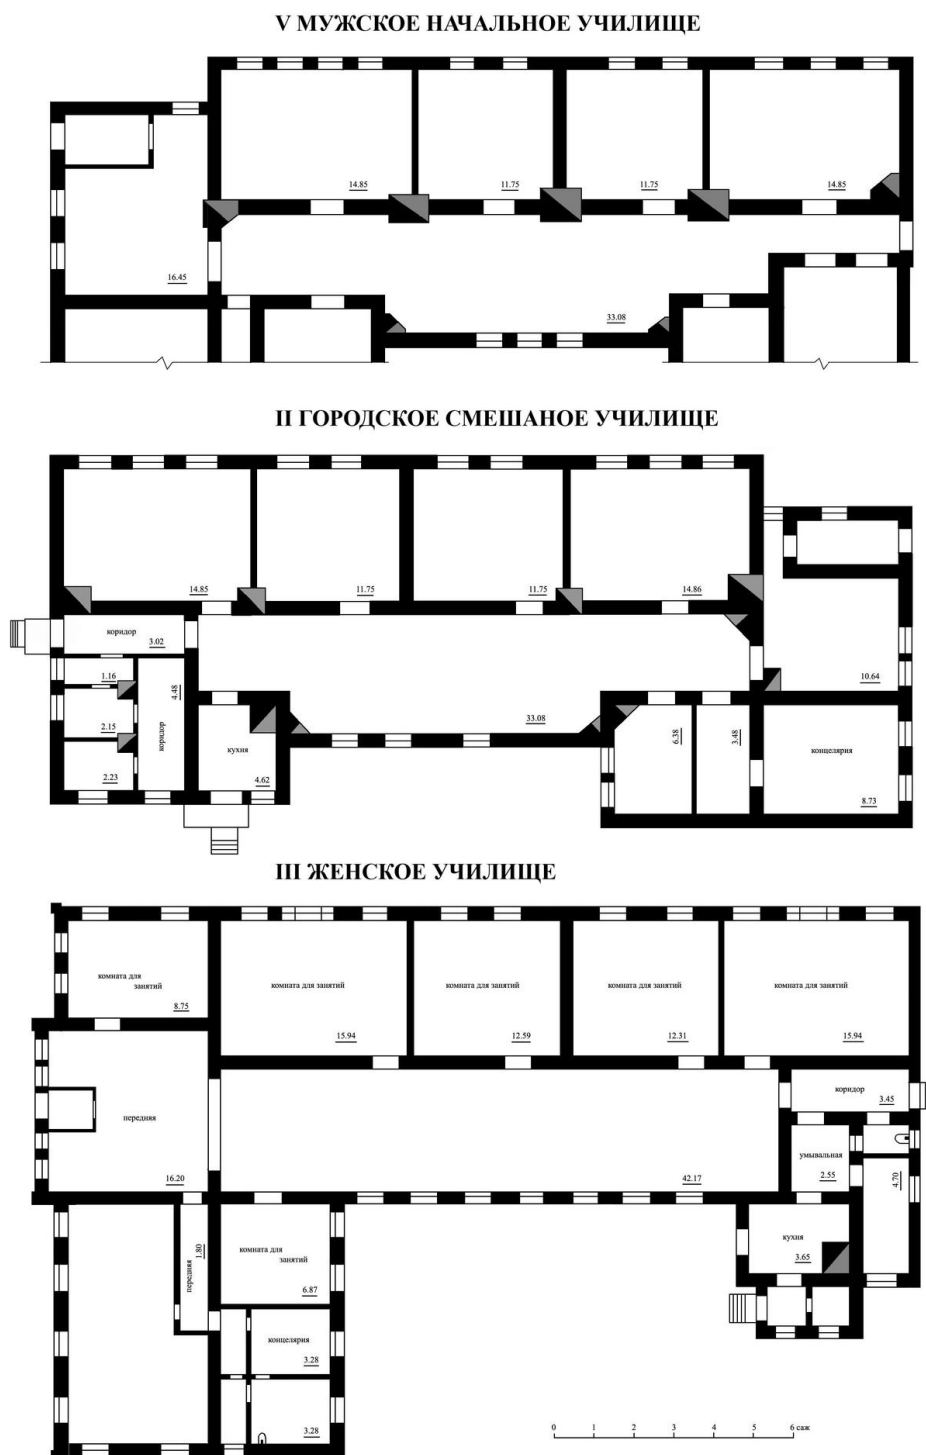 V МУЖСКОЕ НАЧАЛЬНОЕ УЧИЛИЩЕ
14.85
11.75
11.75
14.85
16.45
33.08
II ГОРОДСКОЕ СМЕШАНОЕ УЧИЛИЩЕ
14.85
11.75
11.75
14.86
коридор
3.02
1.16
4.48
10.64
2.15
33.08
6.38
3.48
коридор
кухня
концелярия
2.23
4.62
8.73
III ЖЕНСКОЕ УЧИЛИЩЕ
комната для
занятий
8.75
комната для занятий
15.94
комната для занятий
12.59
комната для занятий
12.31
комната для занятий
15.94
коридор
3.45
передняя
16.20
42.17
умывальная
2.55
4.70
1.80
передняя
комната для
занятий
6.87
кухня
3.65
концелярия
3.28
3.28
0 1 2 3 4 5 6 саж